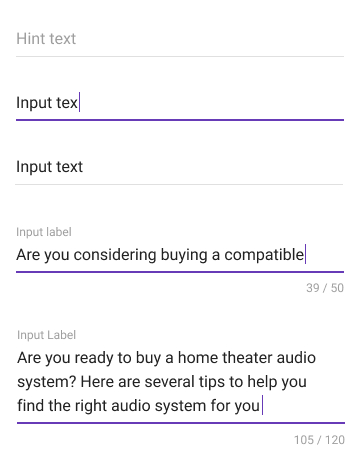 Hint text
Input tex
Input text
Input label
Are you considering buying a compatible
39 / 50
Input Label
Are you ready to buy a home theater audio
system? Here are several tips to help you
find the right audio system for you
105 / 120